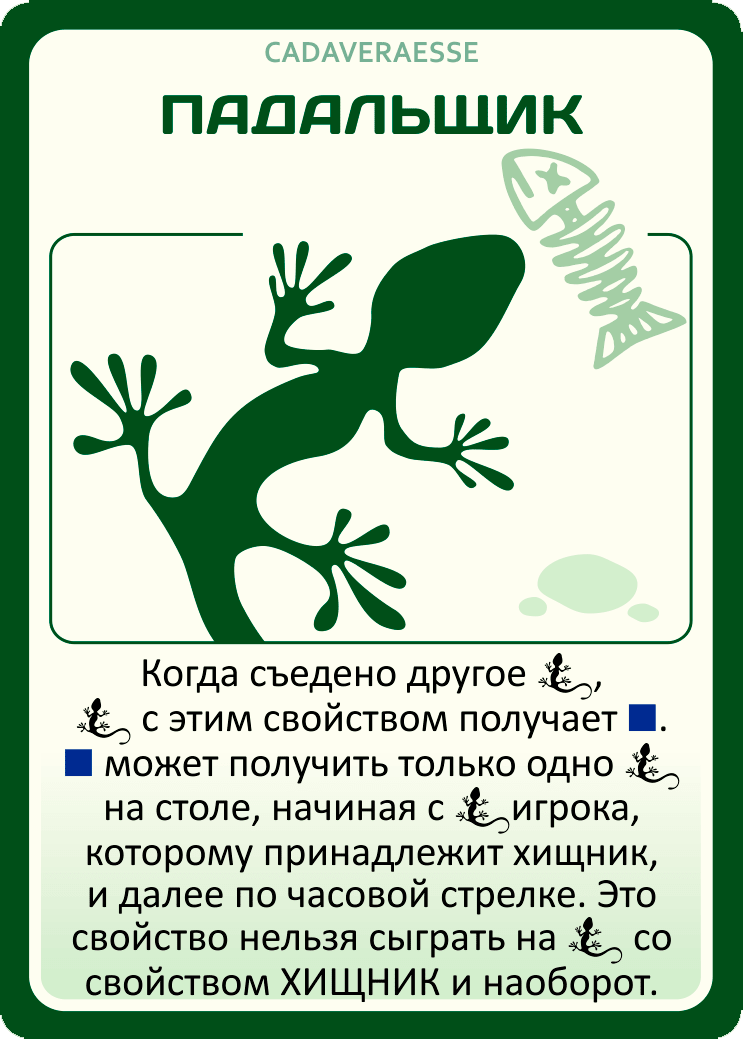 CADAVERAESSE
ПАДАЛЬЩИК
Когда съедено другое ,
с этим свойством получает .
может получить только одно
на столе, начиная с игрока,
которому принадлежит хищник,
и далее по часовой стрелке. Это
свойство нельзя сыграть на со
свойством ХИЩНИК и наоборот.